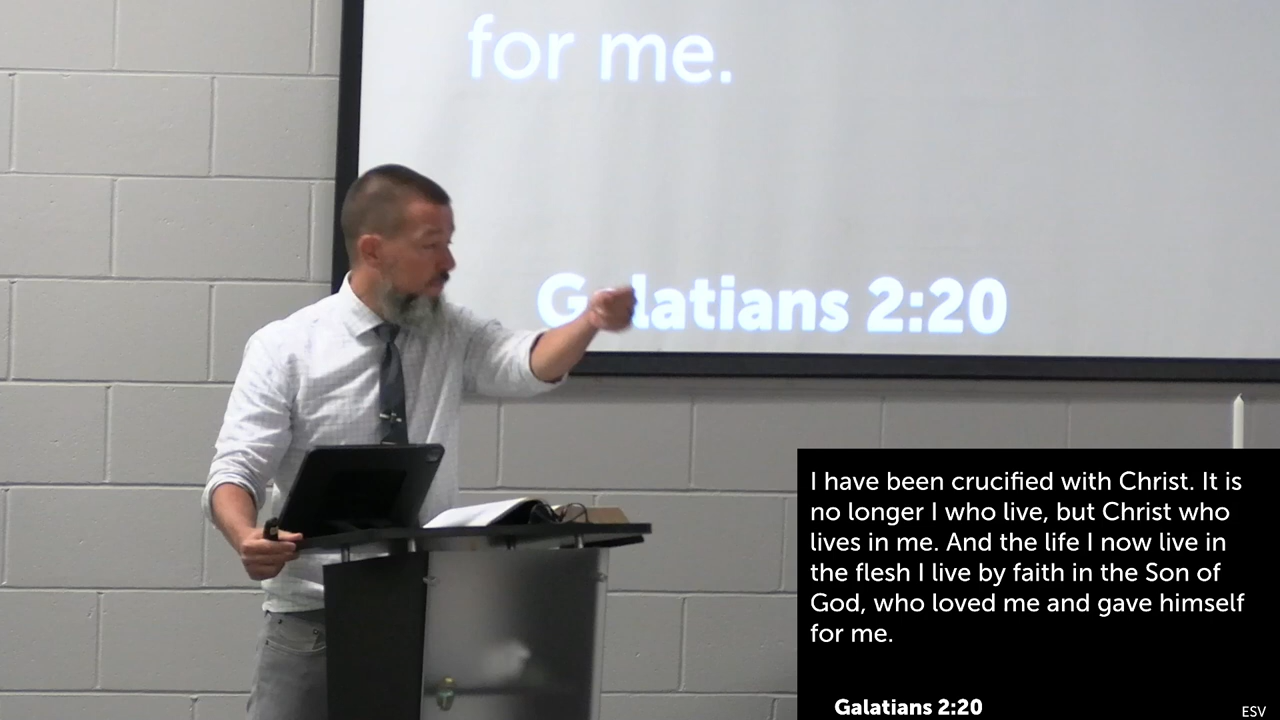 for me.
Galatians 2:20
I have been crucified with Christ. It is
no longer I who live, but Christ who
lives in me. And the life I now live in
the flesh I live by faith in the Son of
God, who loved me and gave himself
for me.
Galatians 2:20
ESV